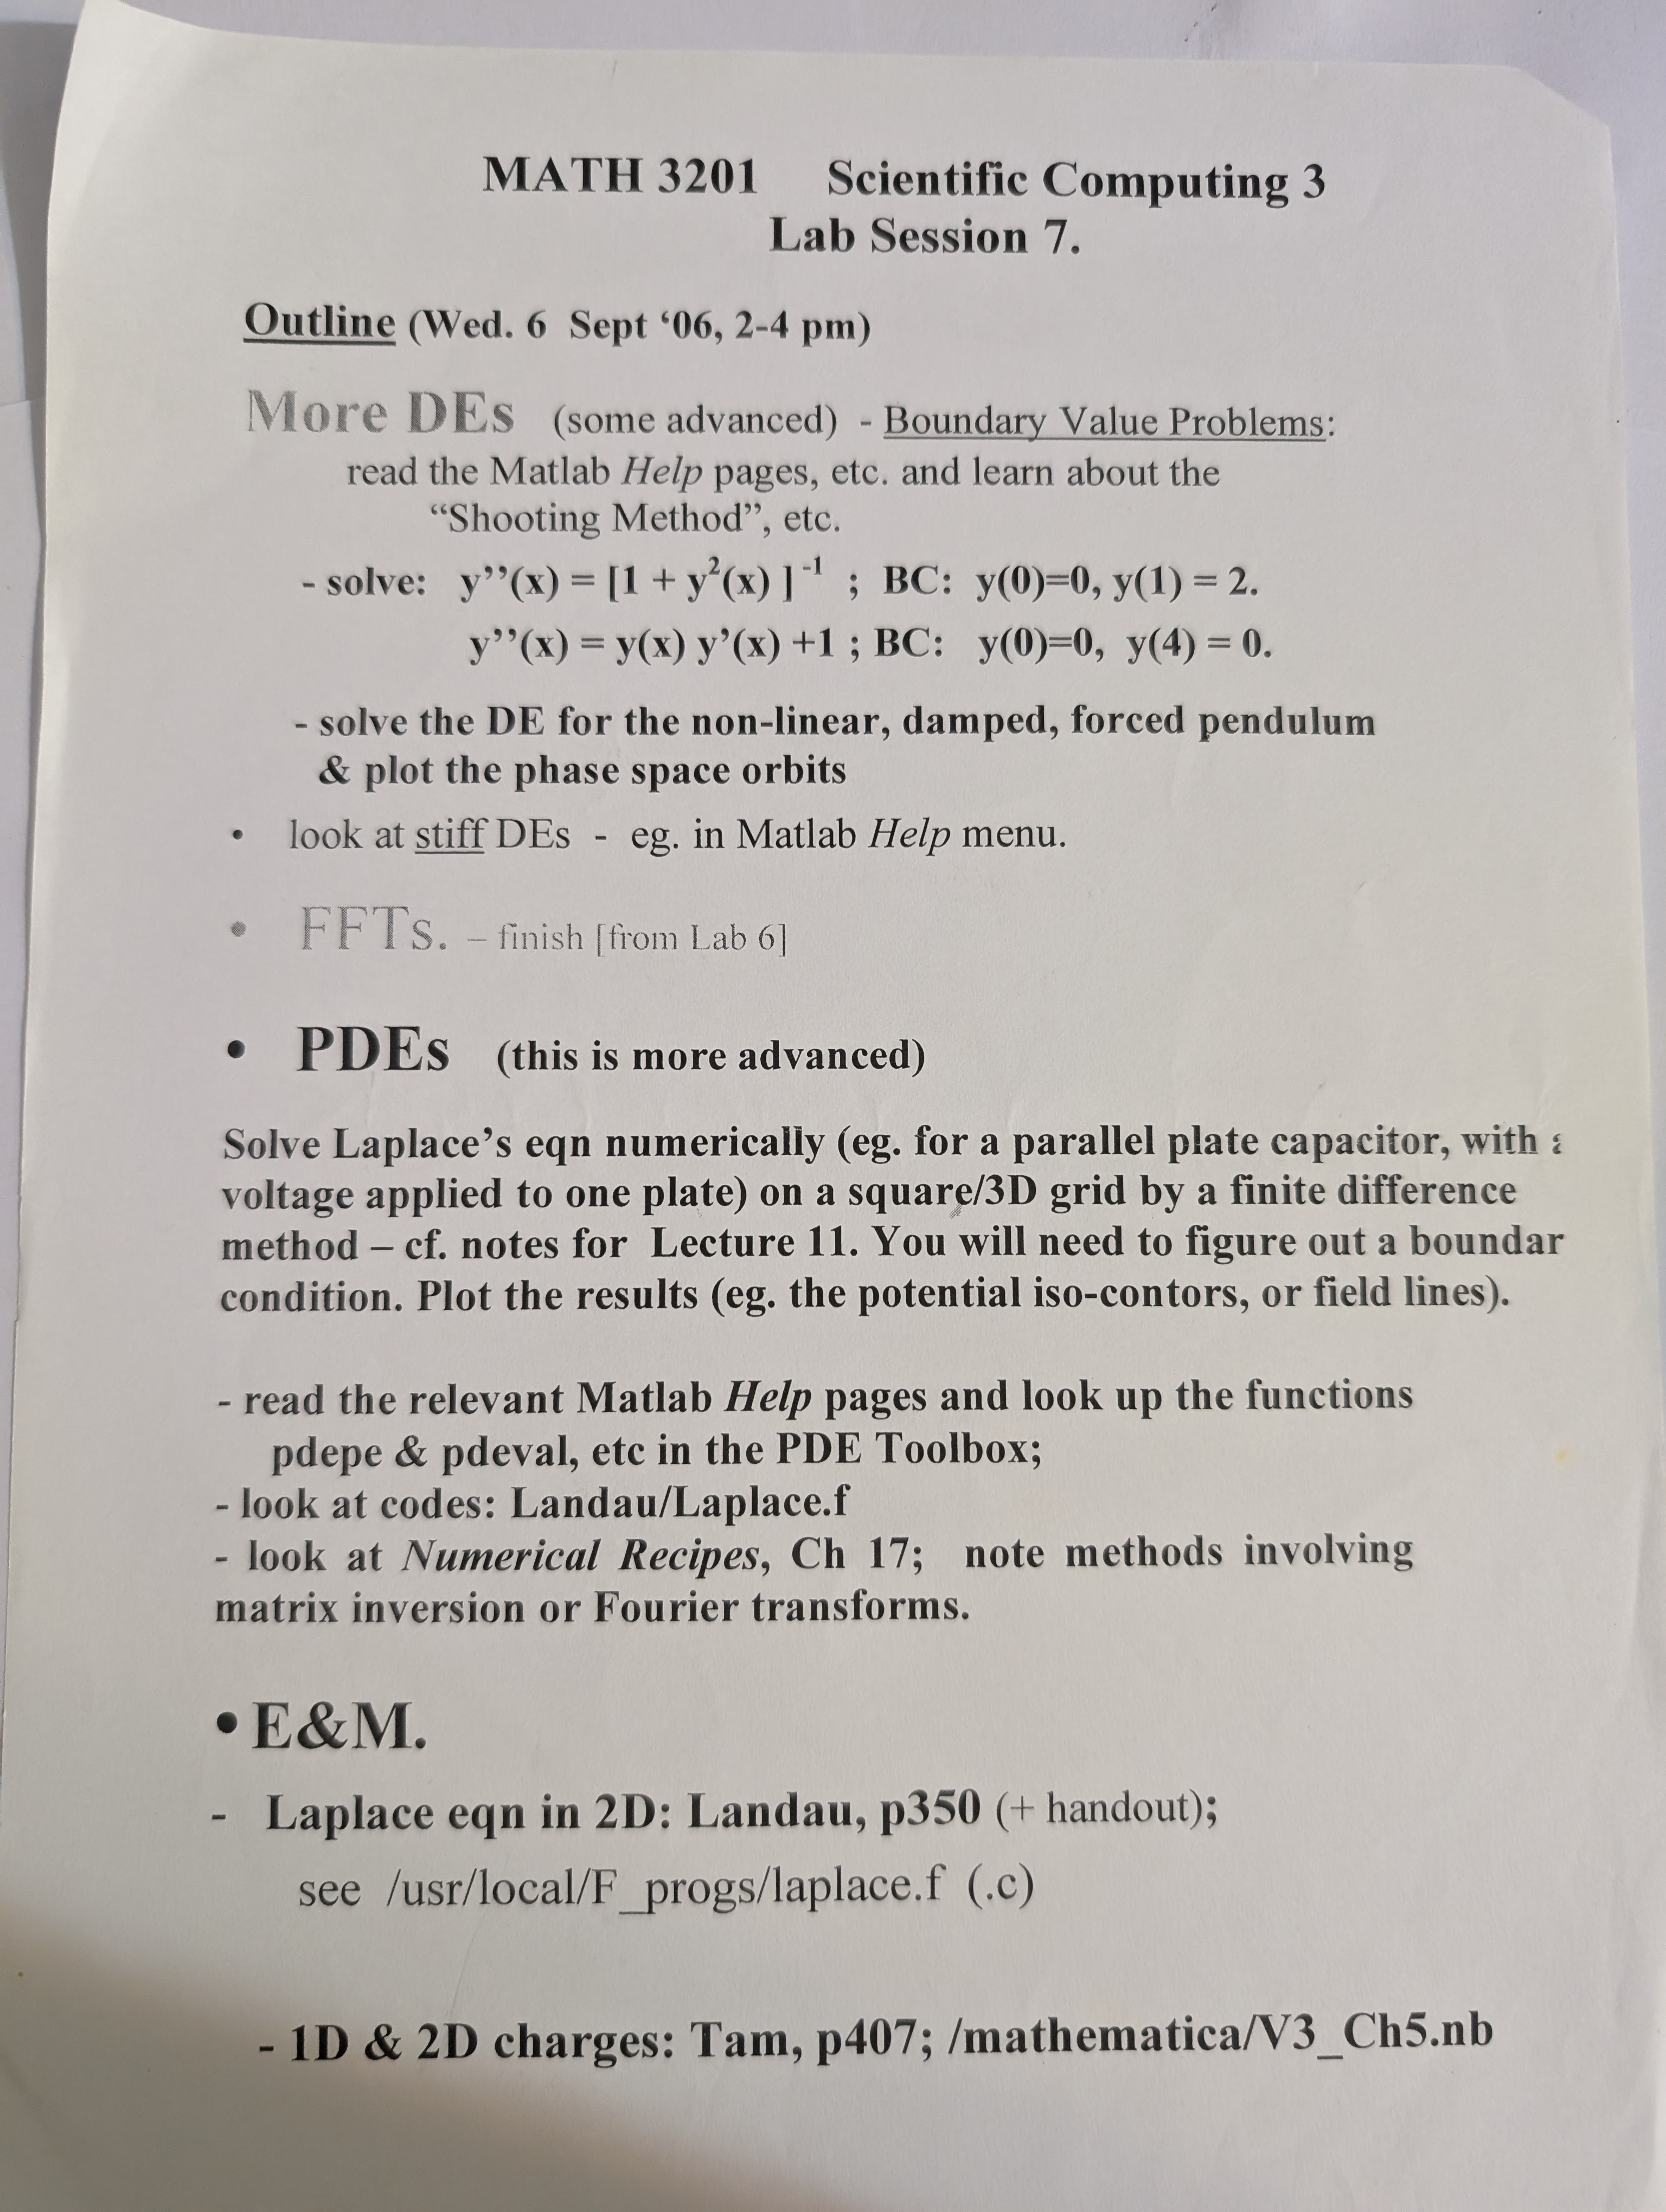 MATH 3201 Scientific Computing 3
Lab Session 7.
Outline (Wed. 6 Sept ‘06, 2-4 pm)
More DEs (some advanced) - Boundary Value Problems:
read the Matlab Help pages, etc. and learn about the
“Shooting Method”, etc.
- solve: y’’(x) = [1 + y²(x) ]⁻¹ ; BC: y(0)=0, y(1) = 2.
y’’(x) = y(x) y’(x) +1 ; BC: y(0)=0, y(4) = 0.
- solve the DE for the non-linear, damped, forced pendulum
& plot the phase space orbits
• look at stiff DEs - eg. in Matlab Help menu.
• FFTs. – finish [from Lab 6]
• PDEs (this is more advanced)
Solve Laplace’s eqn numerically (eg. for a parallel plate capacitor, with
voltage applied to one plate) on a square/3D grid by a finite difference
method – cf. notes for Lecture 11. You will need to figure out a boundar
condition. Plot the results (eg. the potential iso-contors, or field lines).
- read the relevant Matlab Help pages and look up the functions
pdepe & pdeval, etc in the PDE Toolbox;
- look at codes: Landau/Laplace.f
- look at Numerical Recipes, Ch 17; note methods involving
matrix inversion or Fourier transforms.
• E&M.
- Laplace eqn in 2D: Landau, p350 (+ handout);
see /usr/local/F_progs/laplace.f (.c)
- 1D & 2D charges: Tam, p407; /mathematica/V3_Ch5.nb